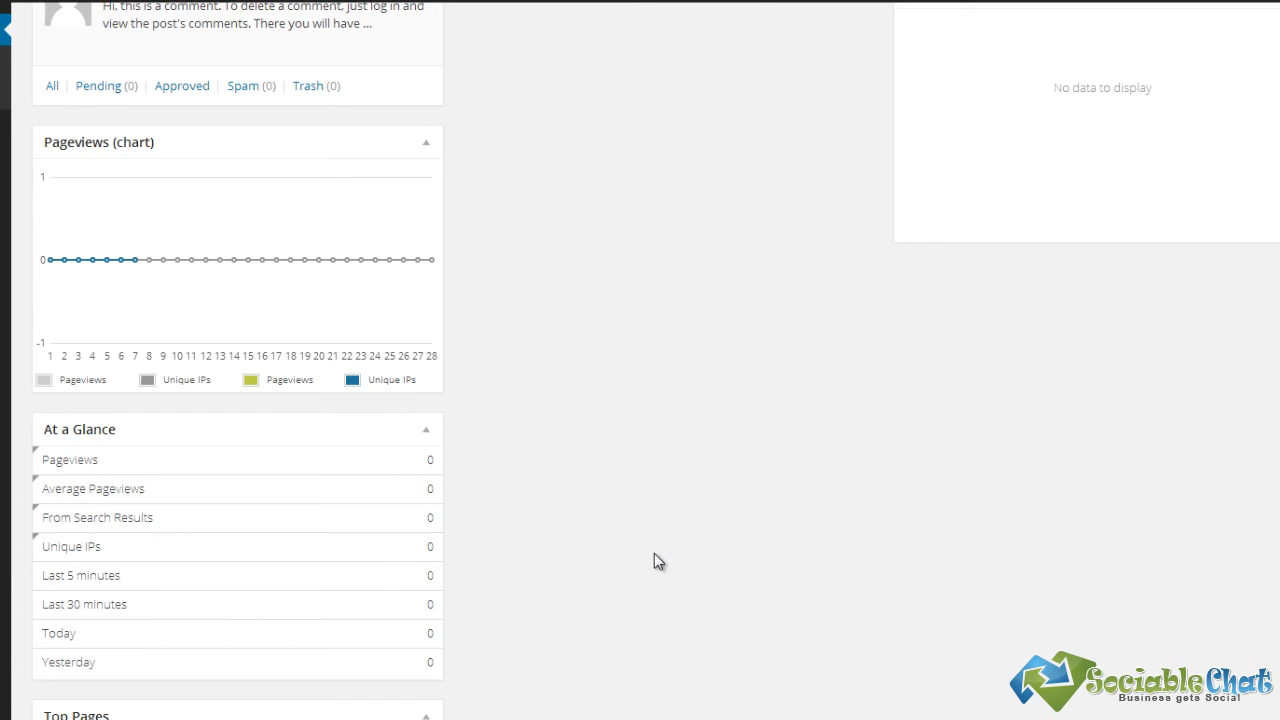 Hi, this is a comment. To delete a comment, just log in and
view the post's comments. There you will have ...
All | Pending (0) | Approved | Spam (0) | Trash (0)
No data to display
Pageviews (chart)
1
0
-1
1 2 3 4 5 6 7 8 9 10 11 12 13 14 15 16 17 18 19 20 21 22 23 24 25 26 27 28
Pageviews Unique IPs Pageviews Unique IPs
At a Glance
Pageviews 0
Average Pageviews 0
From Search Results 0
Unique IPs 0
Last 5 minutes 0
Last 30 minutes 0
Today 0
Yesterday 0
Top Pages
SociableChat
Business gets Social